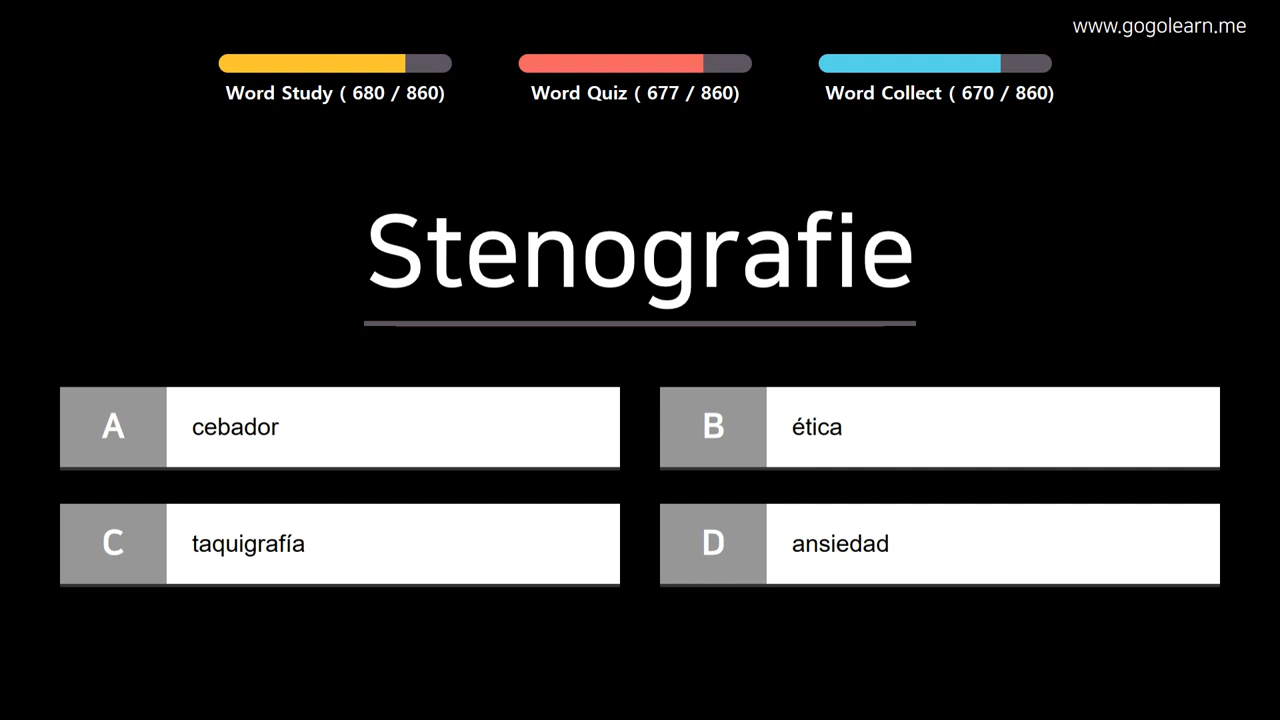 www.gogolearn.me
Word Study ( 680 / 860)
Word Quiz ( 677 / 860)
Word Collect ( 670 / 860)
Stenografie
A cebador
B ética
C taquigrafía
D ansiedad